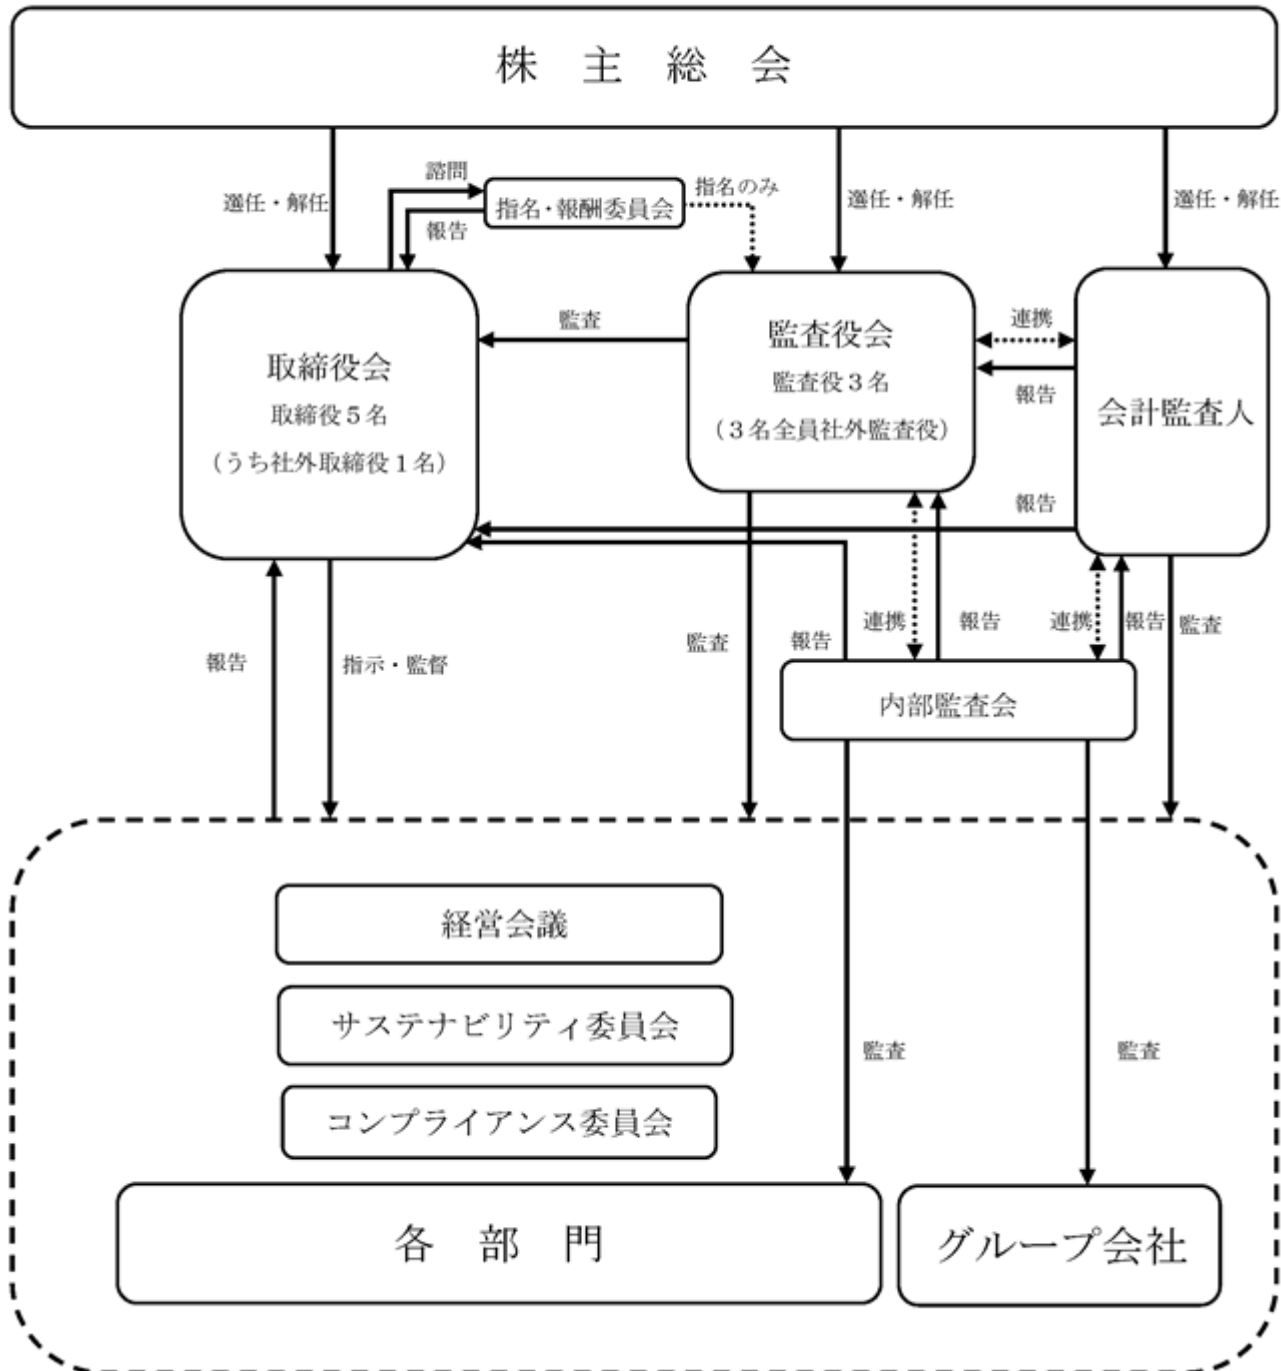 株 主 総 会
選任・解任
諮問
報告
指名・報酬委員会
指名のみ
選任・解任
選任・解任
取締役会
取締役5名
(うち社外取締役1名)
監査
監査役会
監査役3名
(3名全員社外監査役)
連携
報告
会計監査人
報告
報告
指示・監督
監査
報告
連携
報告
連携
報告
監査
内部監査会
経営会議
サステナビリティ委員会
コンプライアンス委員会
監査
監査
各 部 門
グループ会社